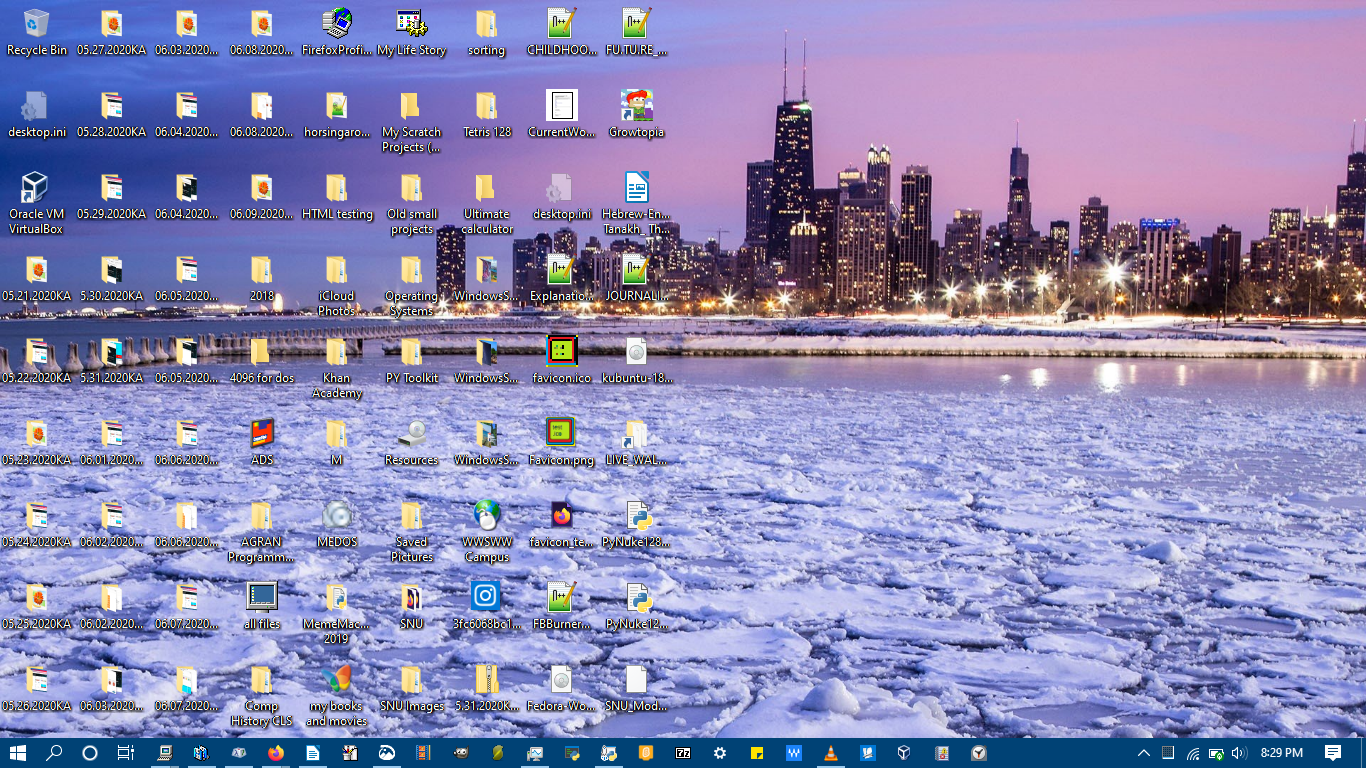 Recycle Bin
05.27.2020KA
06.03.2020...
06.08.2020...
FirefoxProfi...
My Life Story
sorting
CHILDHOO...
FU.TU.RE_...
desktop.ini
05.28.2020KA
06.04.2020...
06.08.2020...
horsingaro...
My Scratch
Projects (...
Tetris 128
CurrentWo...
Growtopia
Oracle VM
VirtualBox
05.29.2020KA
06.04.2020...
06.09.2020...
HTML testing
Old small
projects
Ultimate
calculator
desktop.ini
Hebrew-En...
Tanakh_ Th...
05.21.2020KA
5.30.2020KA
06.05.2020...
2018
iCloud
Photos
Operating
Systems
WindowsS...
Explanatio...
JOURNALI...
05.22.2020KA
5.31.2020KA
06.05.2020...
4096 for dos
Khan
Academy
PY Toolkit
WindowsS...
favicon.ico
kubuntu-18...
05.23.2020KA
06.01.2020...
06.06.2020...
ADS
M
Resources
WindowsS...
Favicon.png
LIVE_WAL...
05.24.2020KA
06.02.2020...
06.06.2020...
AGRAN
Programm...
MEDOS
Saved
Pictures
WWSWW
Campus
favicon_te...
PyNuke128...
05.25.2020KA
06.02.2020...
06.07.2020...
all files
MemeMac...
2019
SNU
3fc6068bc1...
FBBurner...
PyNuke12...
05.26.2020KA
06.03.2020...
06.07.2020...
Comp
History CLS
my books
and movies
SNU Images
5.31.2020K...
Fedora-Wo...
SNU_Mod...
8:29 PM